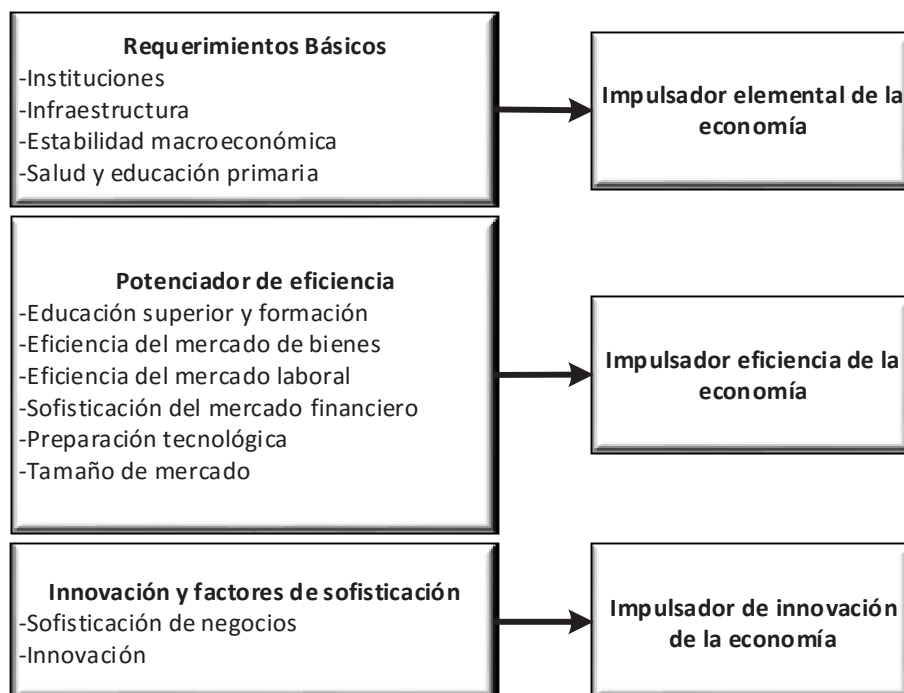 Requerimientos Básicos
-Instituciones
-Infraestructura
-Estabilidad macroeconómica
-Salud y educación primaria
Impulsador elemental de la
economía
Potenciador de eficiencia
-Educación superior y formación
-Eficiencia del mercado de bienes
-Eficiencia del mercado laboral
-Sofisticación del mercado financiero
-Preparación tecnológica
-Tamaño de mercado
Impulsador eficiencia de la
economía
Innovación y factores de sofisticación
-Sofisticación de negocios
-Innovación
Impulsador de innovación
de la economía